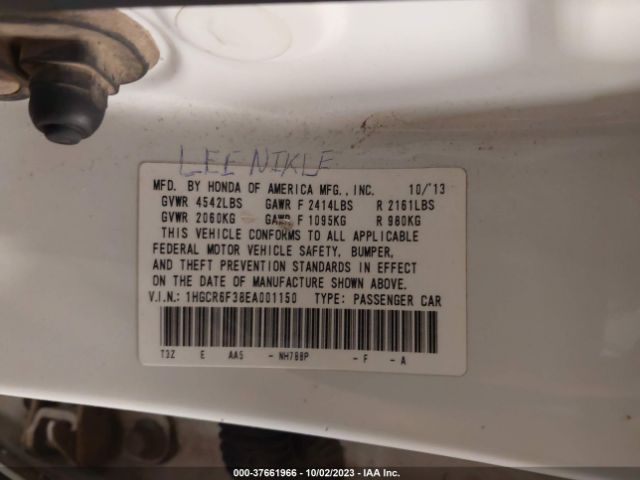 LEE NIKLE
MFD. BY HONDA OF AMERICA MFG., INC. 10/'13
GVWR 4542LBS GAWR F 2414LBS R 2161LBS
GVWR 2060KG GAWR F 1095KG R 980KG
THIS VEHICLE CONFORMS TO ALL APPLICABLE
FEDERAL MOTOR VEHICLE SAFETY, BUMPER,
AND THEFT PREVENTION STANDARDS IN EFFECT
ON THE DATE OF MANUFACTURE SHOWN ABOVE.
V.I.N.: 1HGCR6F38EA001150 TYPE: PASSENGER CAR
T3Z E AA5 - NH788P - F - A
000-37661966 - 10/02/2023 - IAA Inc.